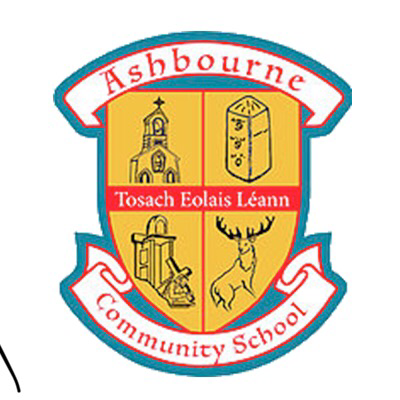 Ashbourne
Tosach Eolais Léann
Community School